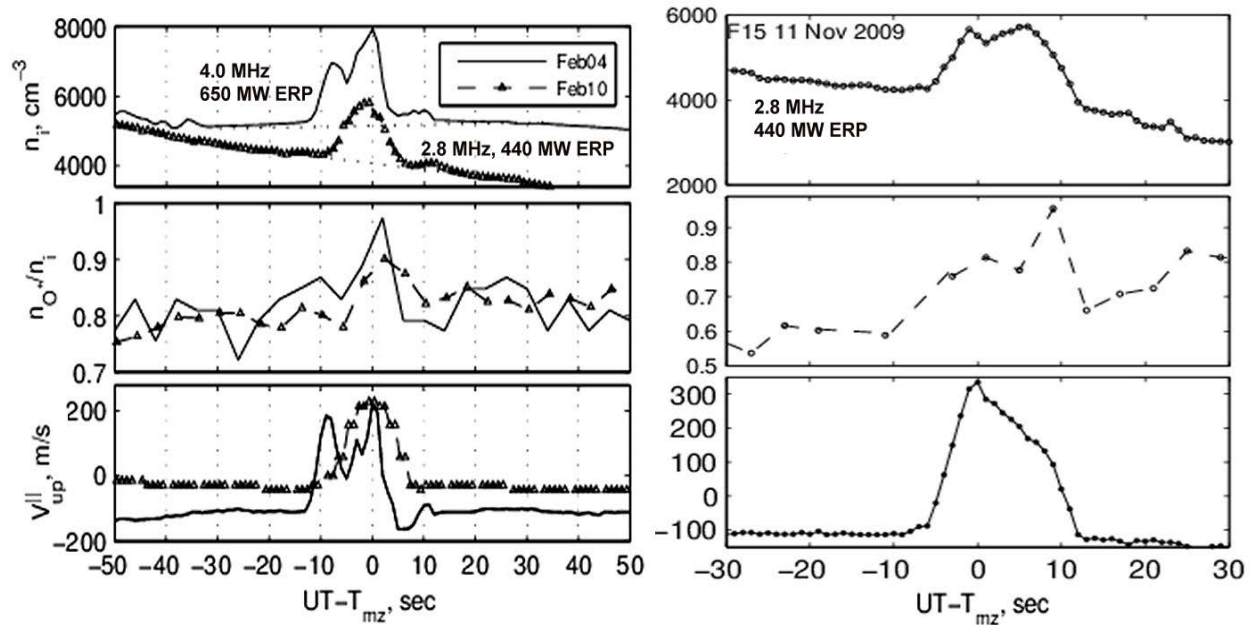 8000
6000
4000
n_i, cm^−3
4.0 MHz
650 MW ERP
Feb04
Feb10
2.8 MHz, 440 MW ERP
1
0.9
0.8
0.7
n_O+/n_i
200
0
−200
V^||_up, m/s
−50 −40 −30 −20 −10 0 10 20 30 40 50
UT−T_mz, sec
6000
4000
2000
F15 11 Nov 2009
2.8 MHz
440 MW ERP
0.9
0.8
0.7
0.6
0.5
300
200
100
0
−100
−30 −20 −10 0 10 20 30
UT−T_mz, sec